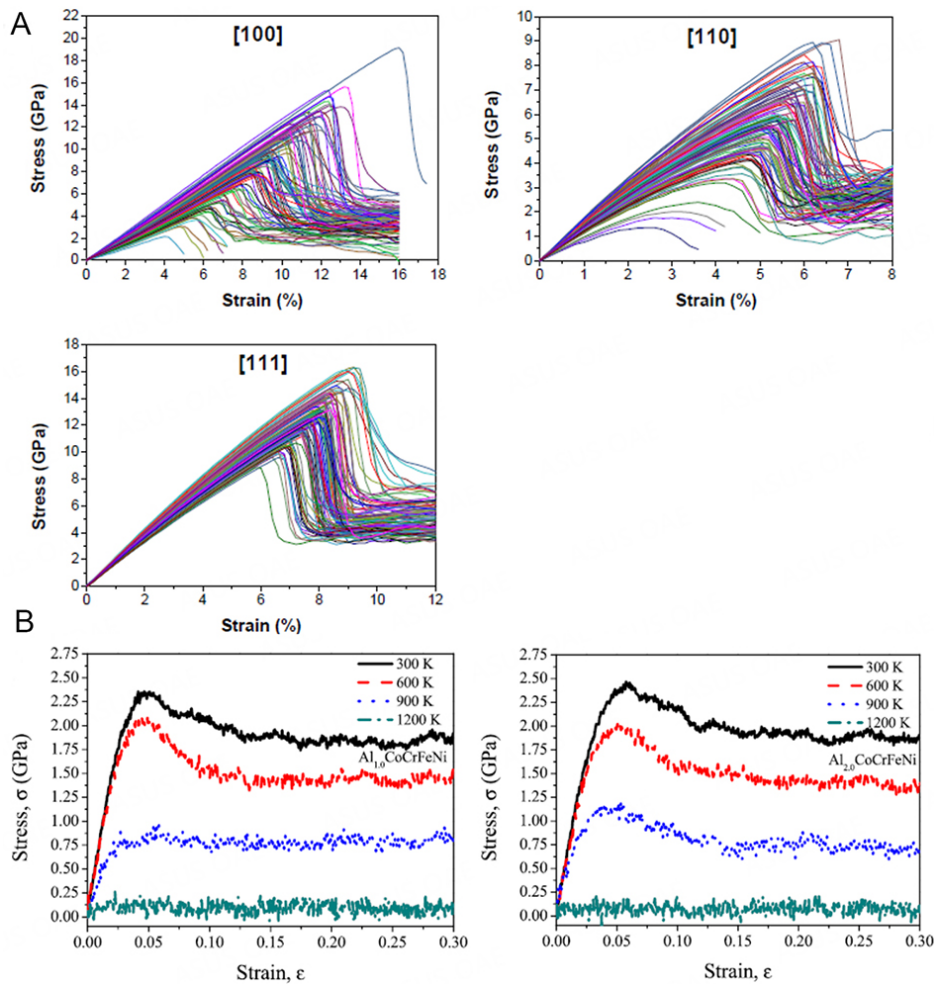 A
[100]
22
20
18
16
14
12
10
8
6
4
2
0
Stress (GPa)
0 2 4 6 8 10 12 14 16 18
Strain (%)
[110]
10
9
8
7
6
5
4
3
2
1
0
Stress (GPa)
0 1 2 3 4 5 6 7 8
Strain (%)
[111]
18
16
14
12
10
8
6
4
2
0
Stress (GPa)
0 2 4 6 8 10 12
Strain (%)
B
2.75
2.50
2.25
2.00
1.75
1.50
1.25
1.00
0.75
0.50
0.25
0.00
Stress, σ (GPa)
300 K
600 K
900 K
1200 K
Al1.0CoCrFeNi
0.00 0.05 0.10 0.15 0.20 0.25 0.30
Strain, ε
2.75
2.50
2.25
2.00
1.75
1.50
1.25
1.00
0.75
0.50
0.25
0.00
Stress, σ (GPa)
300 K
600 K
900 K
1200 K
Al2.0CoCrFeNi
0.00 0.05 0.10 0.15 0.20 0.25 0.30
Strain, ε